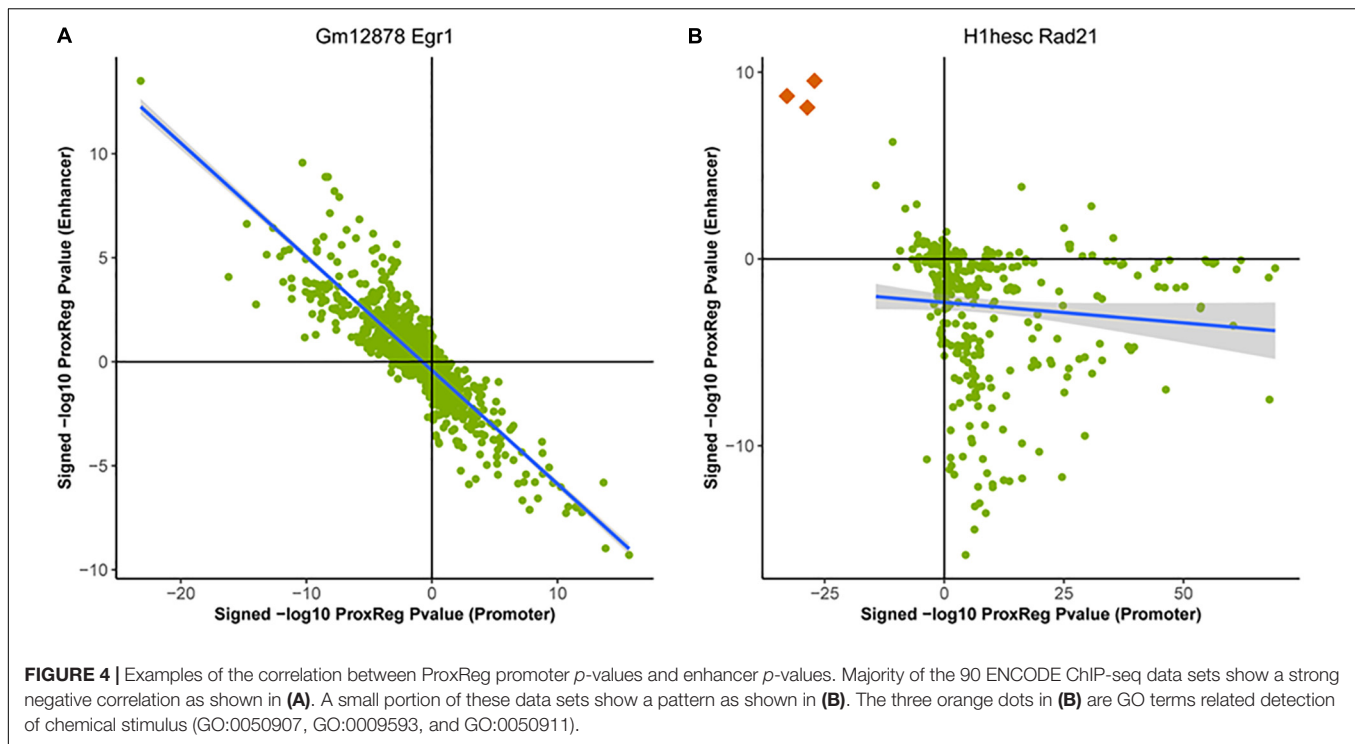 A
Gm12878 Egr1
10
5
0
−5
−10
−20
−10
0
10
Signed −log10 ProxReg Pvalue (Enhancer)
Signed −log10 ProxReg Pvalue (Promoter)
B
H1hesc Rad21
10
0
−10
−25
0
25
50
Signed −log10 ProxReg Pvalue (Enhancer)
Signed −log10 ProxReg Pvalue (Promoter)
FIGURE 4 | Examples of the correlation between ProxReg promoter p-values and enhancer p-values. Majority of the 90 ENCODE ChIP-seq data sets show a strong
negative correlation as shown in (A). A small portion of these data sets show a pattern as shown in (B). The three orange dots in (B) are GO terms related detection
of chemical stimulus (GO:0050907, GO:0009593, and GO:0050911).